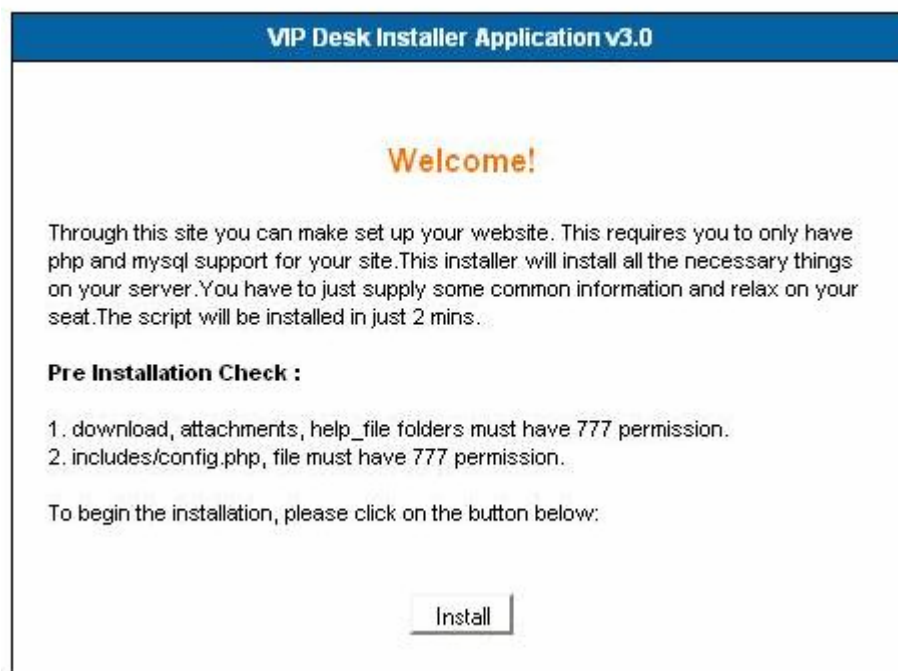 VIP Desk Installer Application v3.0
Welcome!
Through this site you can make set up your website. This requires you to only have
php and mysql support for your site.This installer will install all the necessary things
on your server.You have to just supply some common information and relax on your
seat.The script will be installed in just 2 mins.
Pre Installation Check :
1. download, attachments, help_file folders must have 777 permission.
2. includes/config.php, file must have 777 permission.
To begin the installation, please click on the button below:
Install